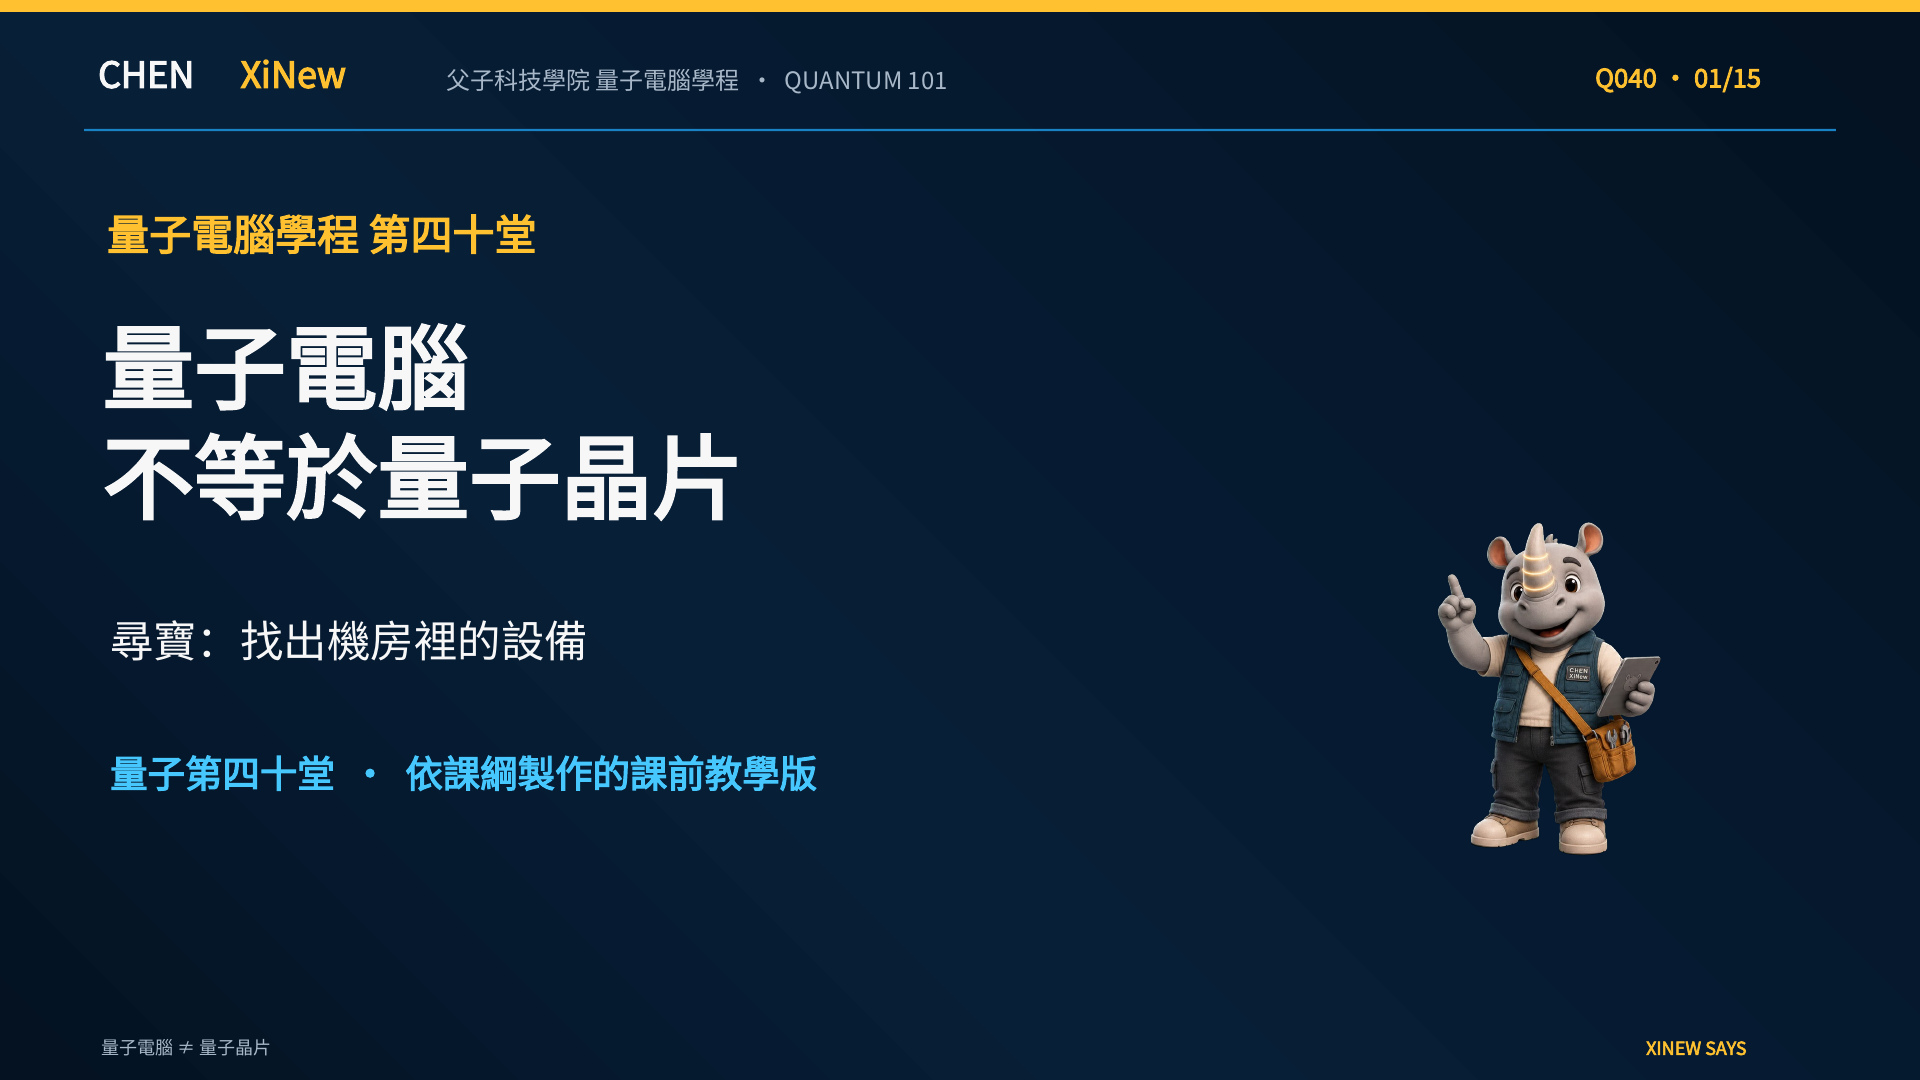 CHEN XiNew 父子科技學院 量子電腦學程 · QUANTUM 101 Q040 · 01/15
量子電腦學程 第四十堂
量子電腦
不等於量子晶片
尋寶：找出機房裡的設備
CHEN
XiNew
量子第四十堂 · 依課綱製作的課前教學版
量子電腦 ≠ 量子晶片 XINEW SAYS